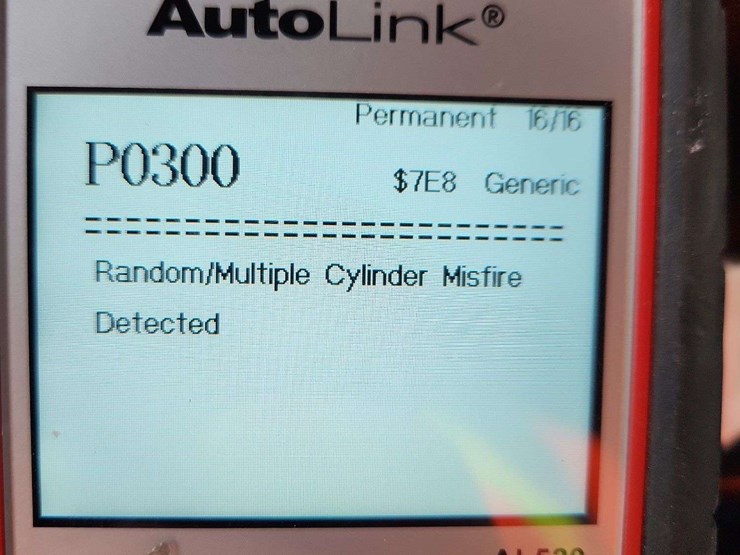 AutoLink®
Permanent 16/16
P0300
$7E8 Generic
Random/Multiple Cylinder Misfire
Detected